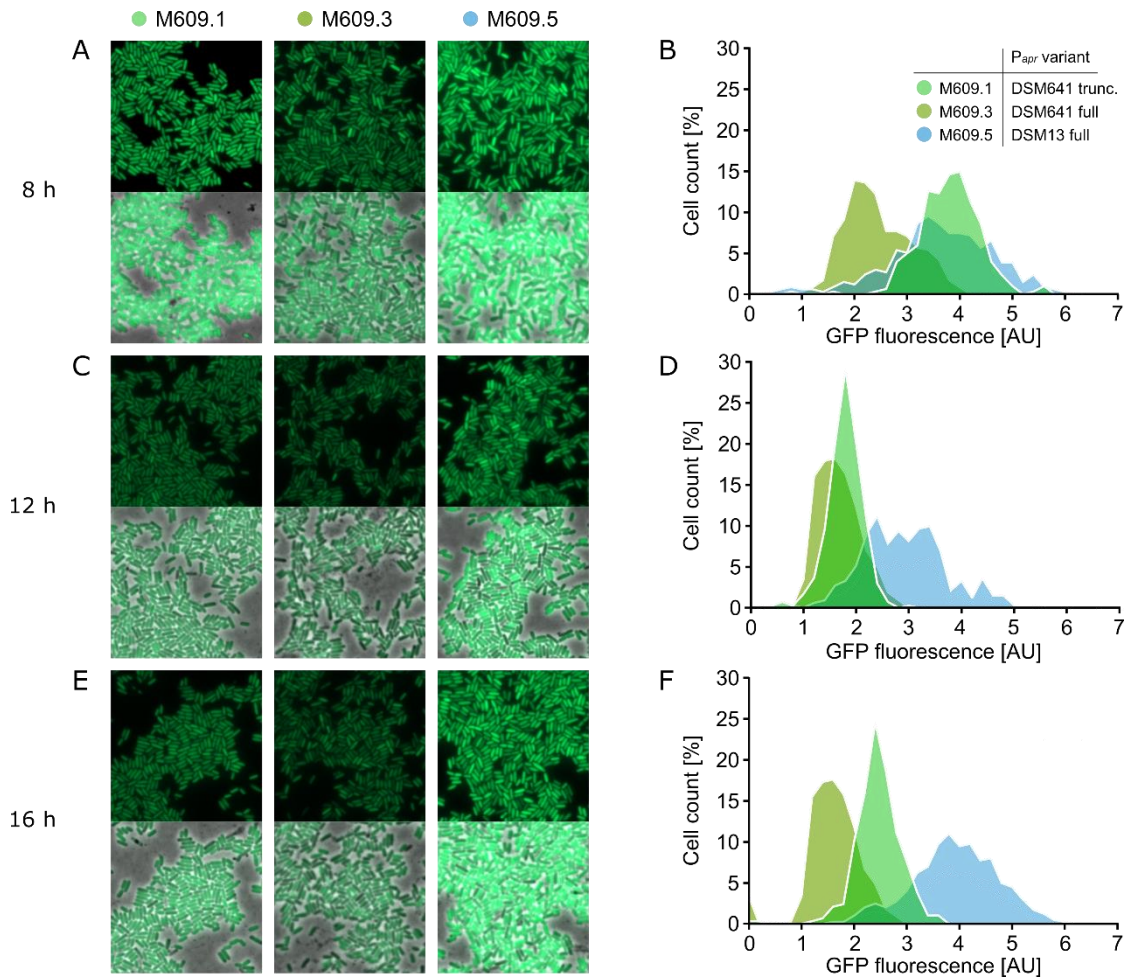 M609.1 M609.3 M609.5
A
8 h
B
30
25
20
15
10
5
0
Cell count [%]
Papr variant
M609.1 DSM641 trunc.
M609.3 DSM641 full
M609.5 DSM13 full
0 1 2 3 4 5 6 7
GFP fluorescence [AU]
C
12 h
D
30
25
20
15
10
5
0
Cell count [%]
0 1 2 3 4 5 6 7
GFP fluorescence [AU]
E
16 h
F
30
25
20
15
10
5
0
Cell count [%]
0 1 2 3 4 5 6 7
GFP fluorescence [AU]